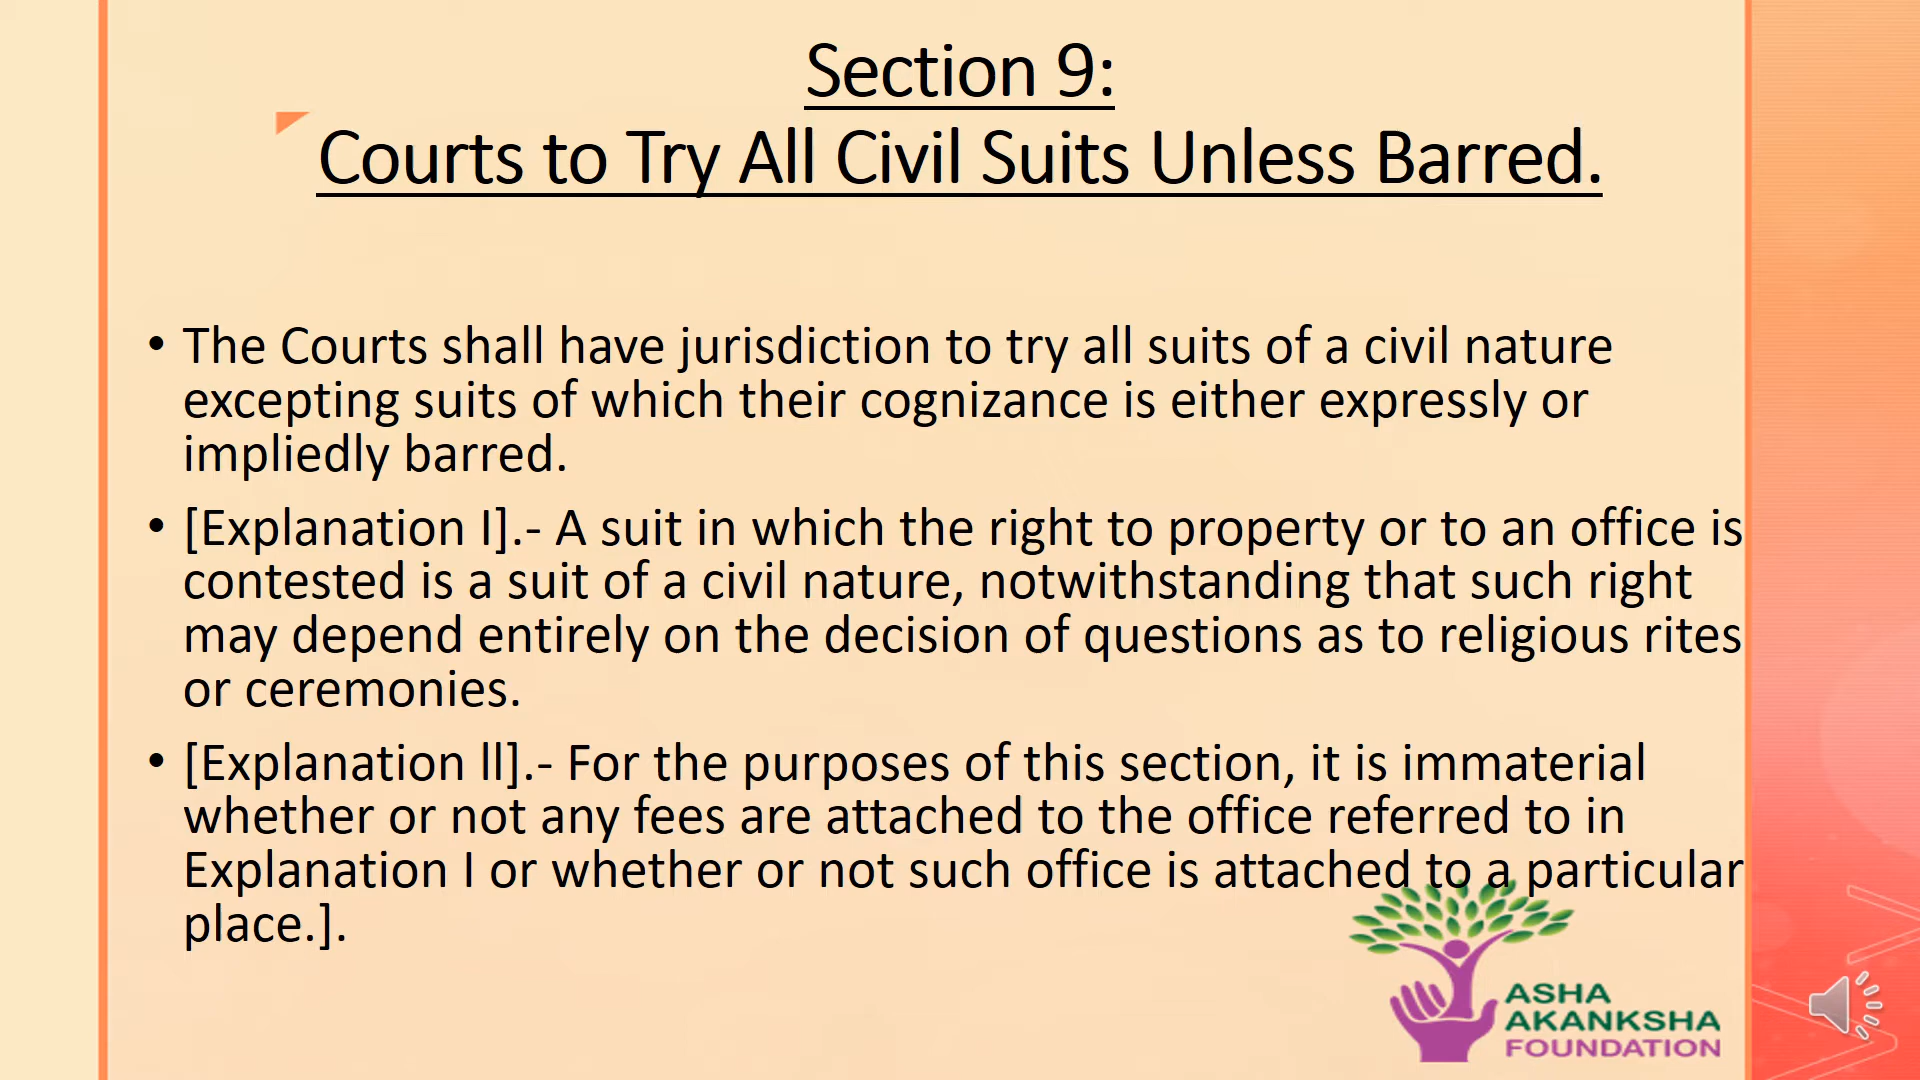 Section 9:
Courts to Try All Civil Suits Unless Barred.
• The Courts shall have jurisdiction to try all suits of a civil nature
excepting suits of which their cognizance is either expressly or
impliedly barred.
• [Explanation I].- A suit in which the right to property or to an office is
contested is a suit of a civil nature, notwithstanding that such right
may depend entirely on the decision of questions as to religious rites
or ceremonies.
• [Explanation ll].- For the purposes of this section, it is immaterial
whether or not any fees are attached to the office referred to in
Explanation I or whether or not such office is attached to a particular
place.].
ASHA
AKANKSHA
FOUNDATION